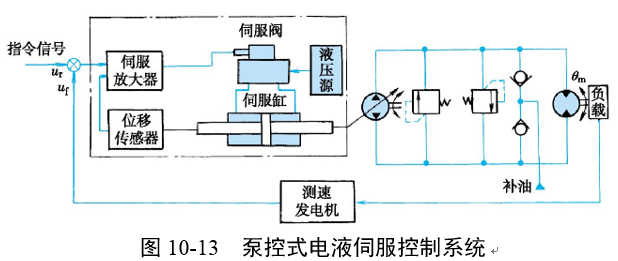 指令信号
u_r
u_f
伺服
放大器
位移
传感器
伺服阀
伺服缸
液压源
θ_m
负载
补油
测速
发电机
图 10-13 泵控式电液伺服控制系统